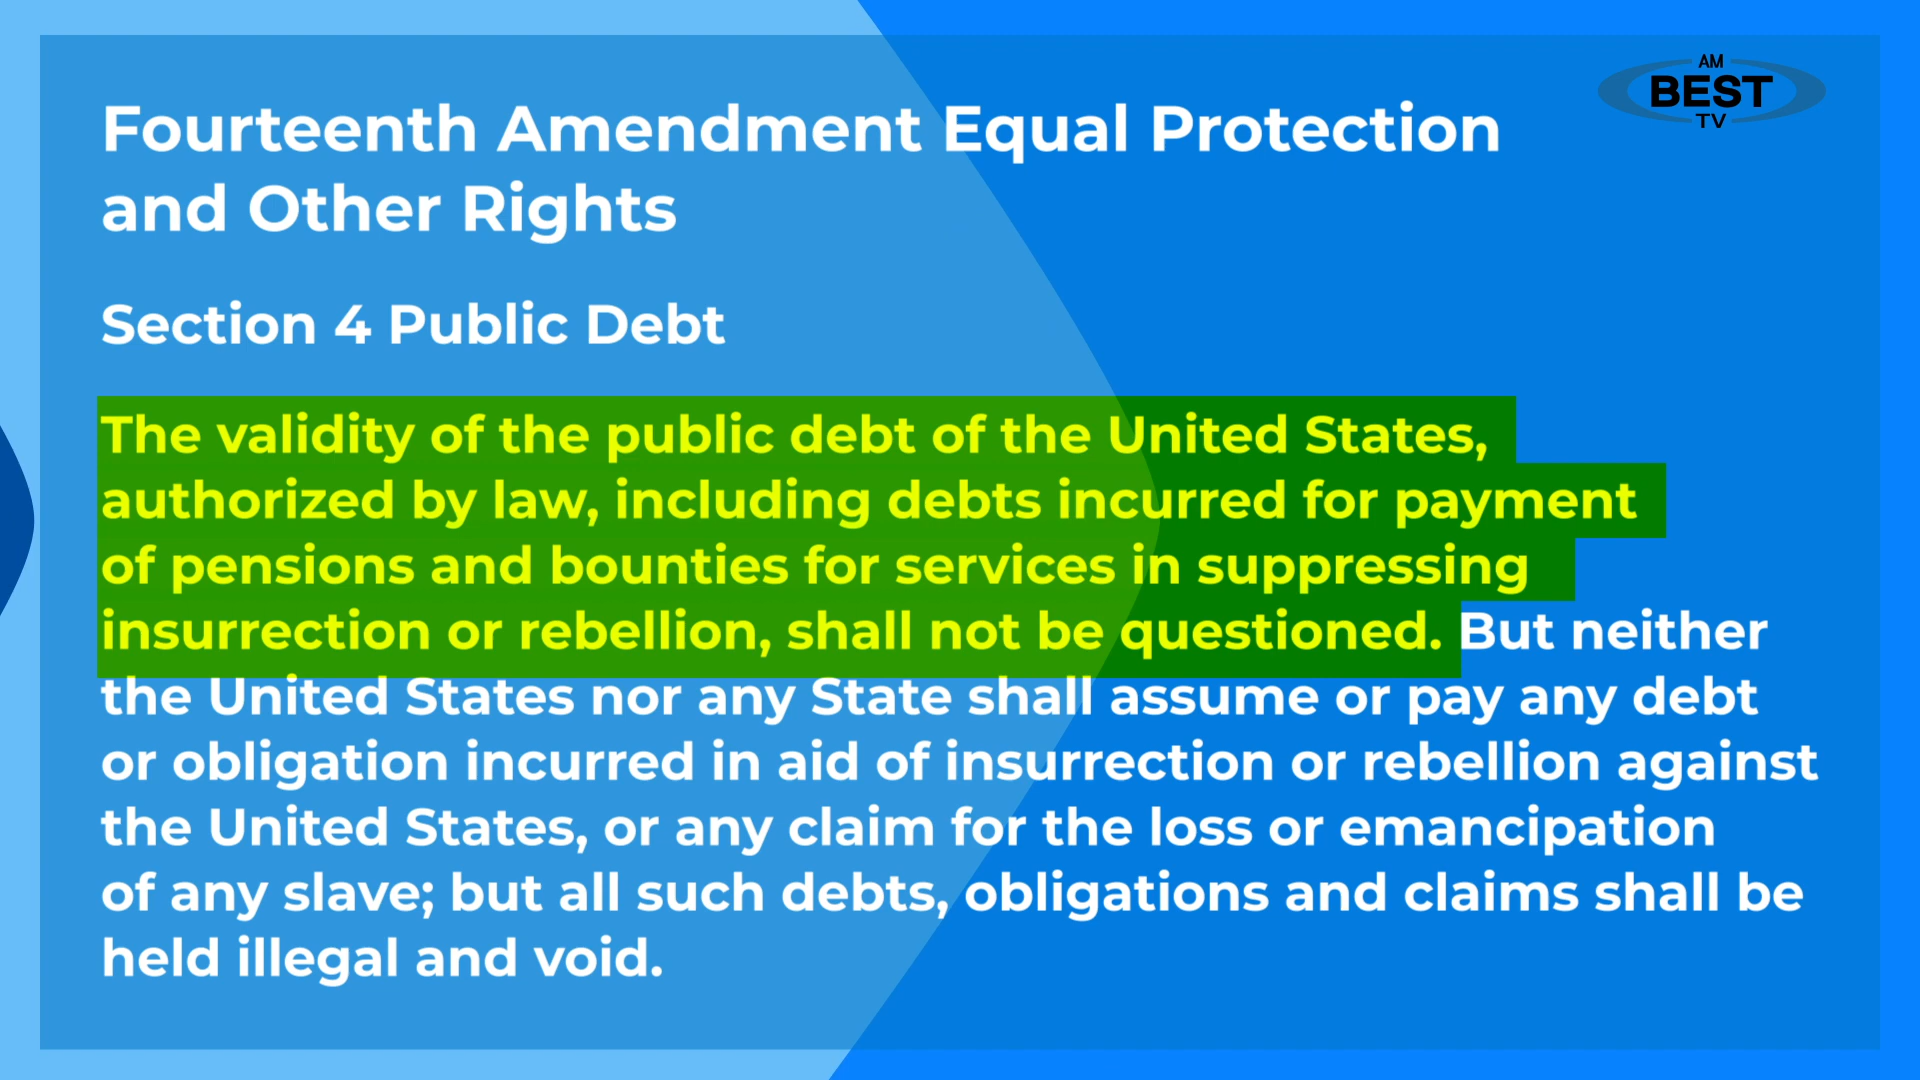 AM
BEST
TV
Fourteenth Amendment Equal Protection
and Other Rights
Section 4 Public Debt
The validity of the public debt of the United States,
authorized by law, including debts incurred for payment
of pensions and bounties for services in suppressing
insurrection or rebellion, shall not be questioned. But neither
the United States nor any State shall assume or pay any debt
or obligation incurred in aid of insurrection or rebellion against
the United States, or any claim for the loss or emancipation
of any slave; but all such debts, obligations and claims shall be
held illegal and void.